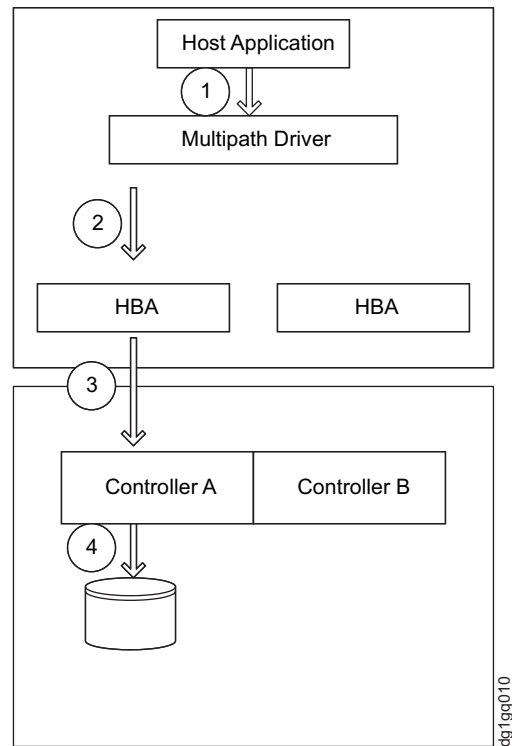 Host Application
1
Multipath Driver
2
HBA
HBA
3
Controller A
Controller B
4
dg1gq010